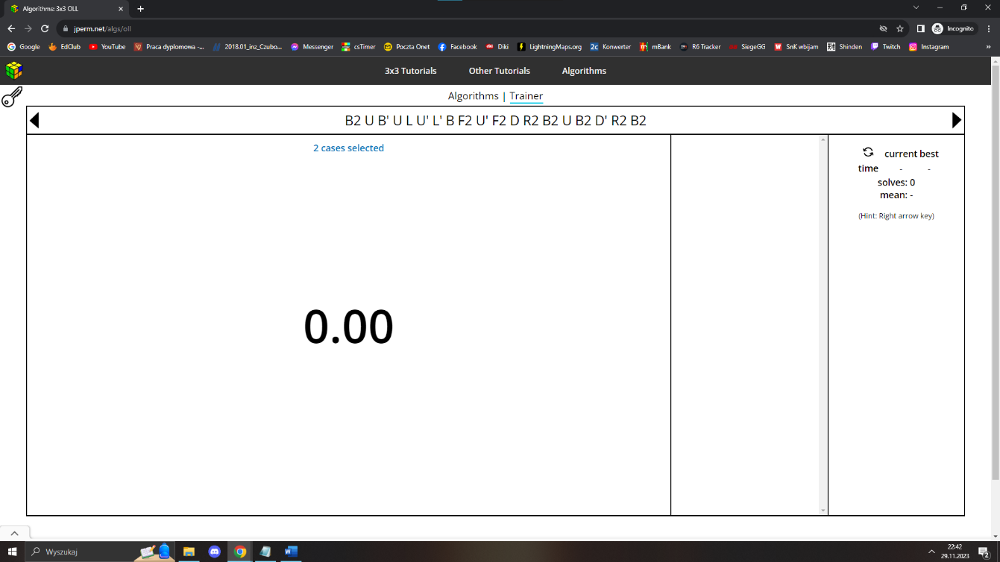 Algorithms: 3x3 OLL
jperm.net/algs/oll
Incognito
Google EdClub YouTube Praca dyplomowa -... 2018.01_inz_Czubo... Messenger csTimer Poczta Onet Facebook Diki LightningMaps.org 2c Konwerter mBank R6 Tracker SiegeGG W SnK wbijam Shinden Twitch Instagram »
3x3 Tutorials Other Tutorials Algorithms
Algorithms | Trainer
B2 U B' U L U' L' B F2 U' F2 D R2 B2 U B2 D' R2 B2
2 cases selected
current best
time - -
solves: 0
mean: -
(Hint: Right arrow key)
0.00
Wyszukaj
22:42
29.11.2023
2